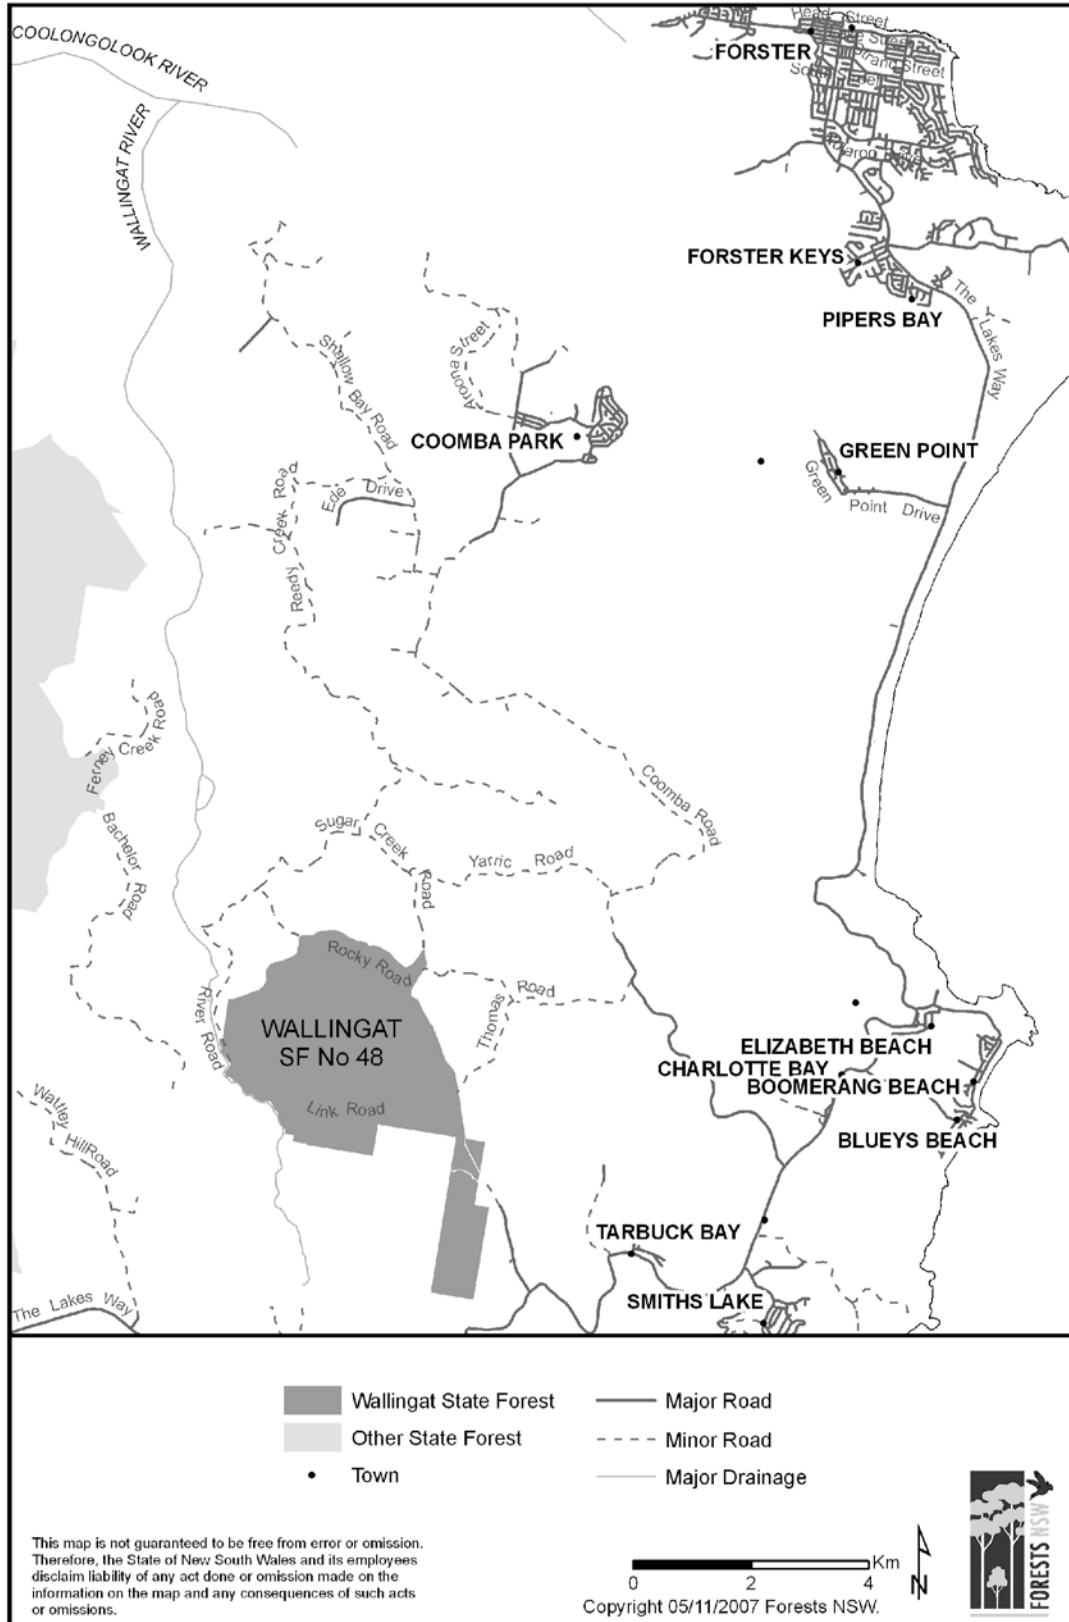 COOLONGOLOOK RIVER
WALLINGAT RIVER
Head Street
Street
Strand Street
South Street
FORSTER
Drive
FORSTER KEYS
PIPERS BAY
The Lakes Way
Shallow Bay Road
Aroona Street
COOMBA PARK
GREEN POINT
Green Point Drive
Ede Drive
Reedy Creek Road
Ferney Creek Road
Bachelor Road
Coomba Road
Sugar Creek Road
Yarric Road
Rocky Road
River Road
WALLINGAT
SF No 48
Thomas Road
Link Road
ELIZABETH BEACH
CHARLOTTE BAY
BOOMERANG BEACH
BLUEYS BEACH
Wattley HillRoad
TARBUCK BAY
SMITHS LAKE
The Lakes Way
Wallingat State Forest
Other State Forest
Town
Major Road
Minor Road
Major Drainage
This map is not guaranteed to be free from error or omission.
Therefore, the State of New South Wales and its employees
disclaim liability of any act done or omission made on the
information on the map and any consequences of such acts
or omissions.
Km
0 2 4
Copyright 05/11/2007 Forests NSW.
N
FORESTS NSW